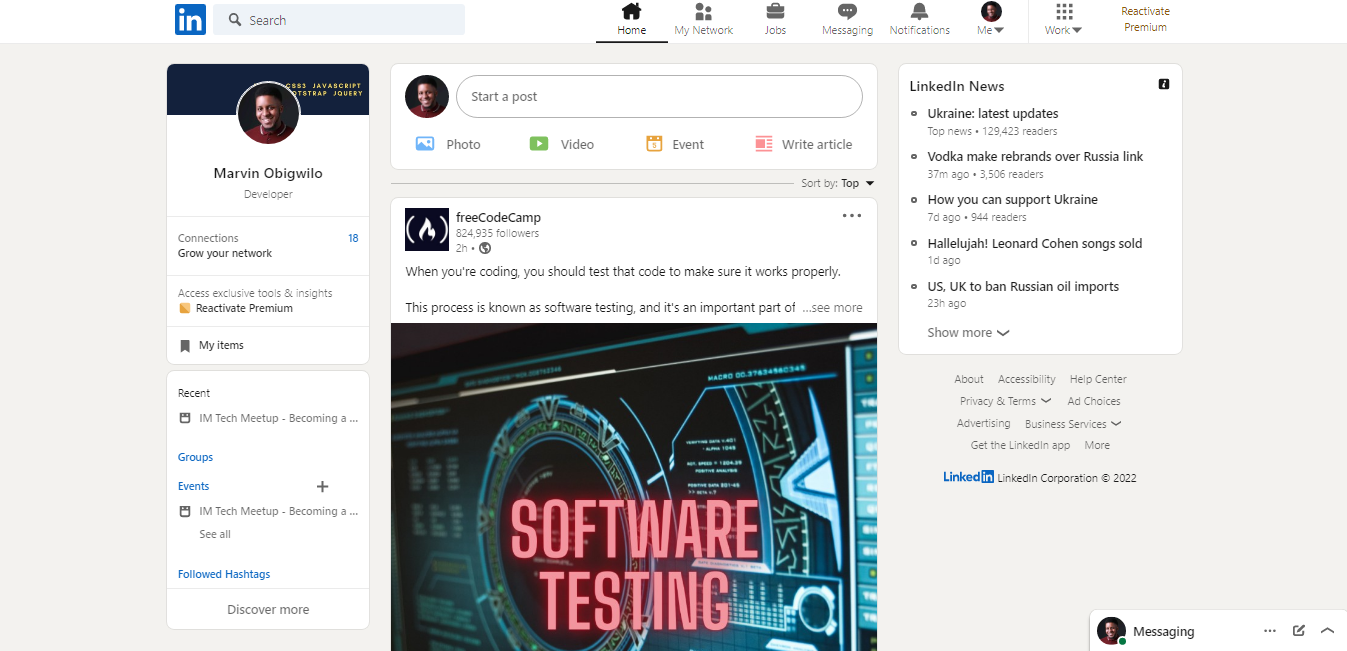 in
Search
Home
My Network
Jobs
Messaging
Notifications
Me
Work
Reactivate
Premium
CSS3 JAVASCRIPT
JQUERY
Marvin Obigwilo
Developer
Connections 18
Grow your network
Access exclusive tools & insights
Reactivate Premium
My items
Recent
IM Tech Meetup - Becoming a ...
Groups
Events
IM Tech Meetup - Becoming a ...
See all
Followed Hashtags
Discover more
Start a post
Photo
Video
Event
Write article
Sort by: Top
freeCodeCamp
824,935 followers
2h •
When you're coding, you should test that code to make sure it works properly.
This process is known as software testing, and it's an important part of ...see more
SOFTWARE
TESTING
LinkedIn News
Ukraine: latest updates
Top news • 129,423 readers
Vodka make rebrands over Russia link
37m ago • 3,506 readers
How you can support Ukraine
7d ago • 944 readers
Hallelujah! Leonard Cohen songs sold
1d ago
US, UK to ban Russian oil imports
23h ago
Show more
About Accessibility Help Center
Privacy & Terms Ad Choices
Advertising Business Services
Get the LinkedIn app More
LinkedIn LinkedIn Corporation © 2022
Messaging